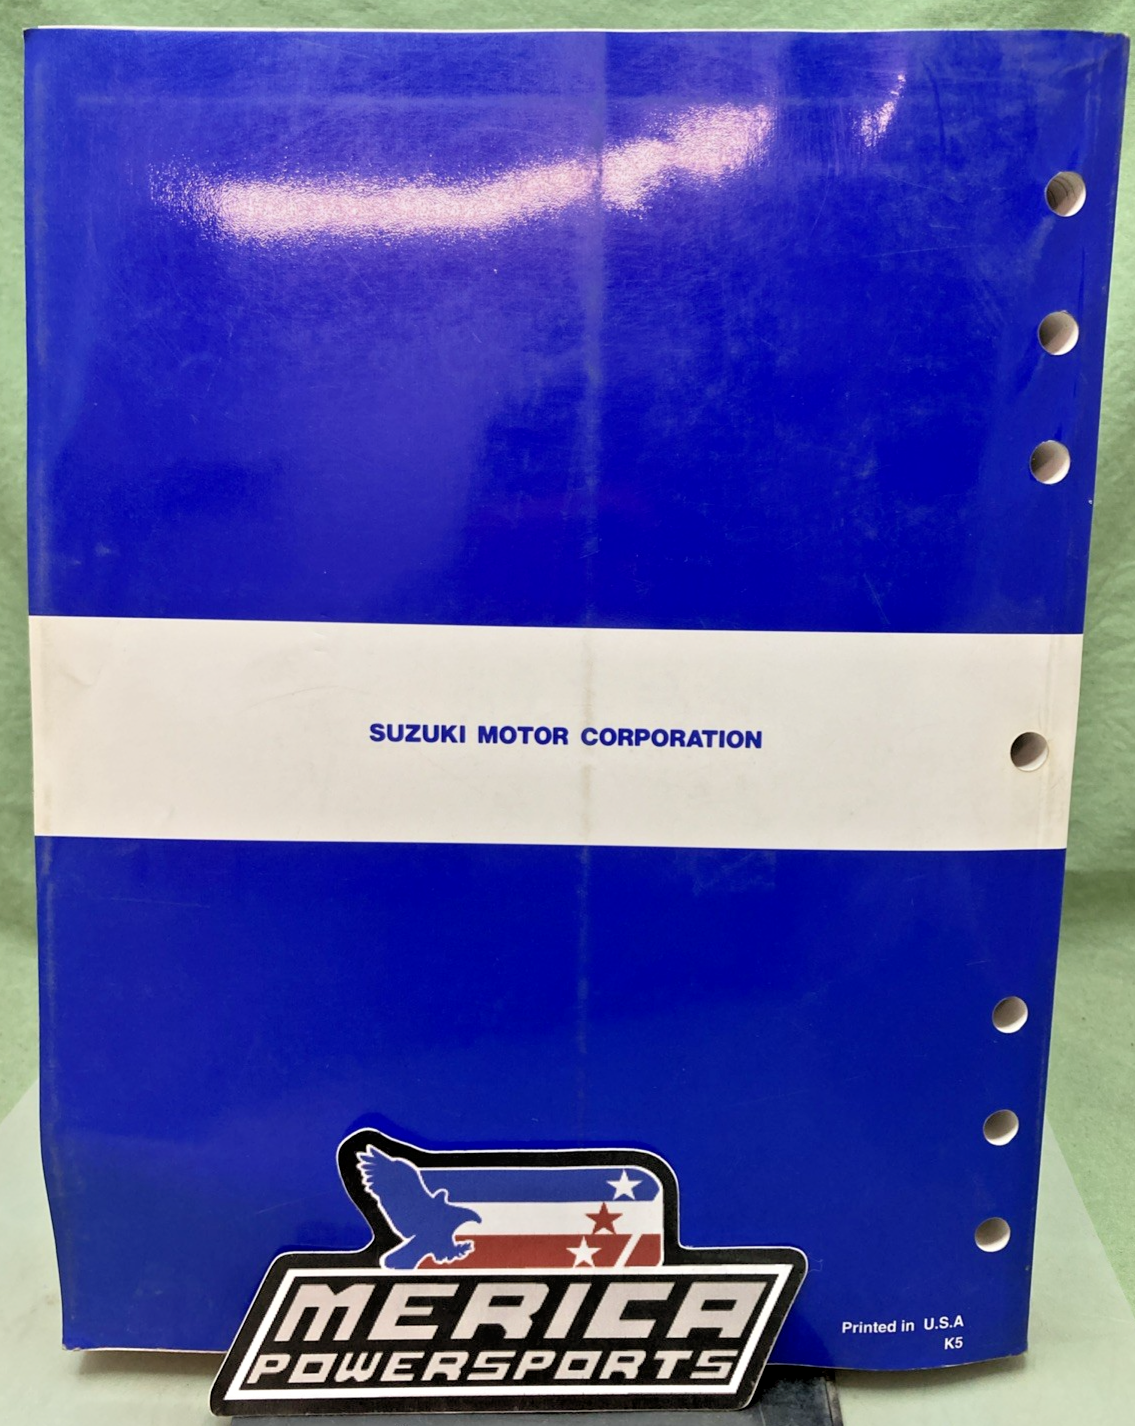 SUZUKI MOTOR CORPORATION
MERICA
POWERSPORTS
Printed in U.S.A
K5